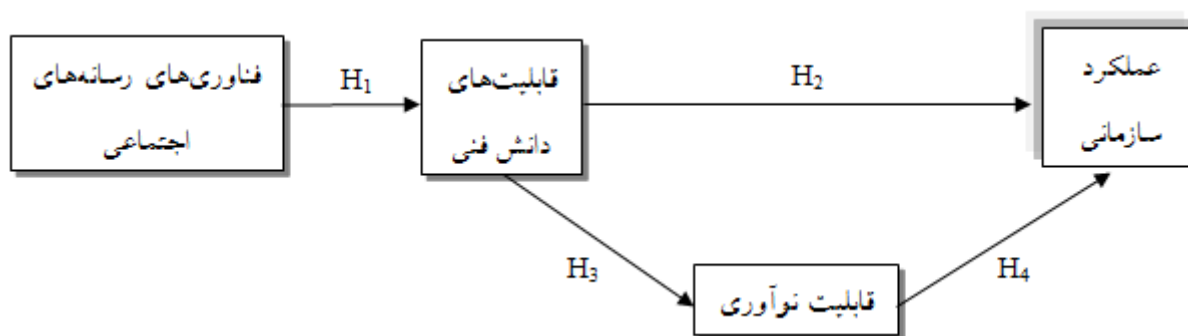 فناوری‌های رسانه‌های
اجتماعی
H₁
قابلیت‌های
دانش فنی
H₂
عملکرد
سازمانی
H₃
قابلیت نوآوری
H₄